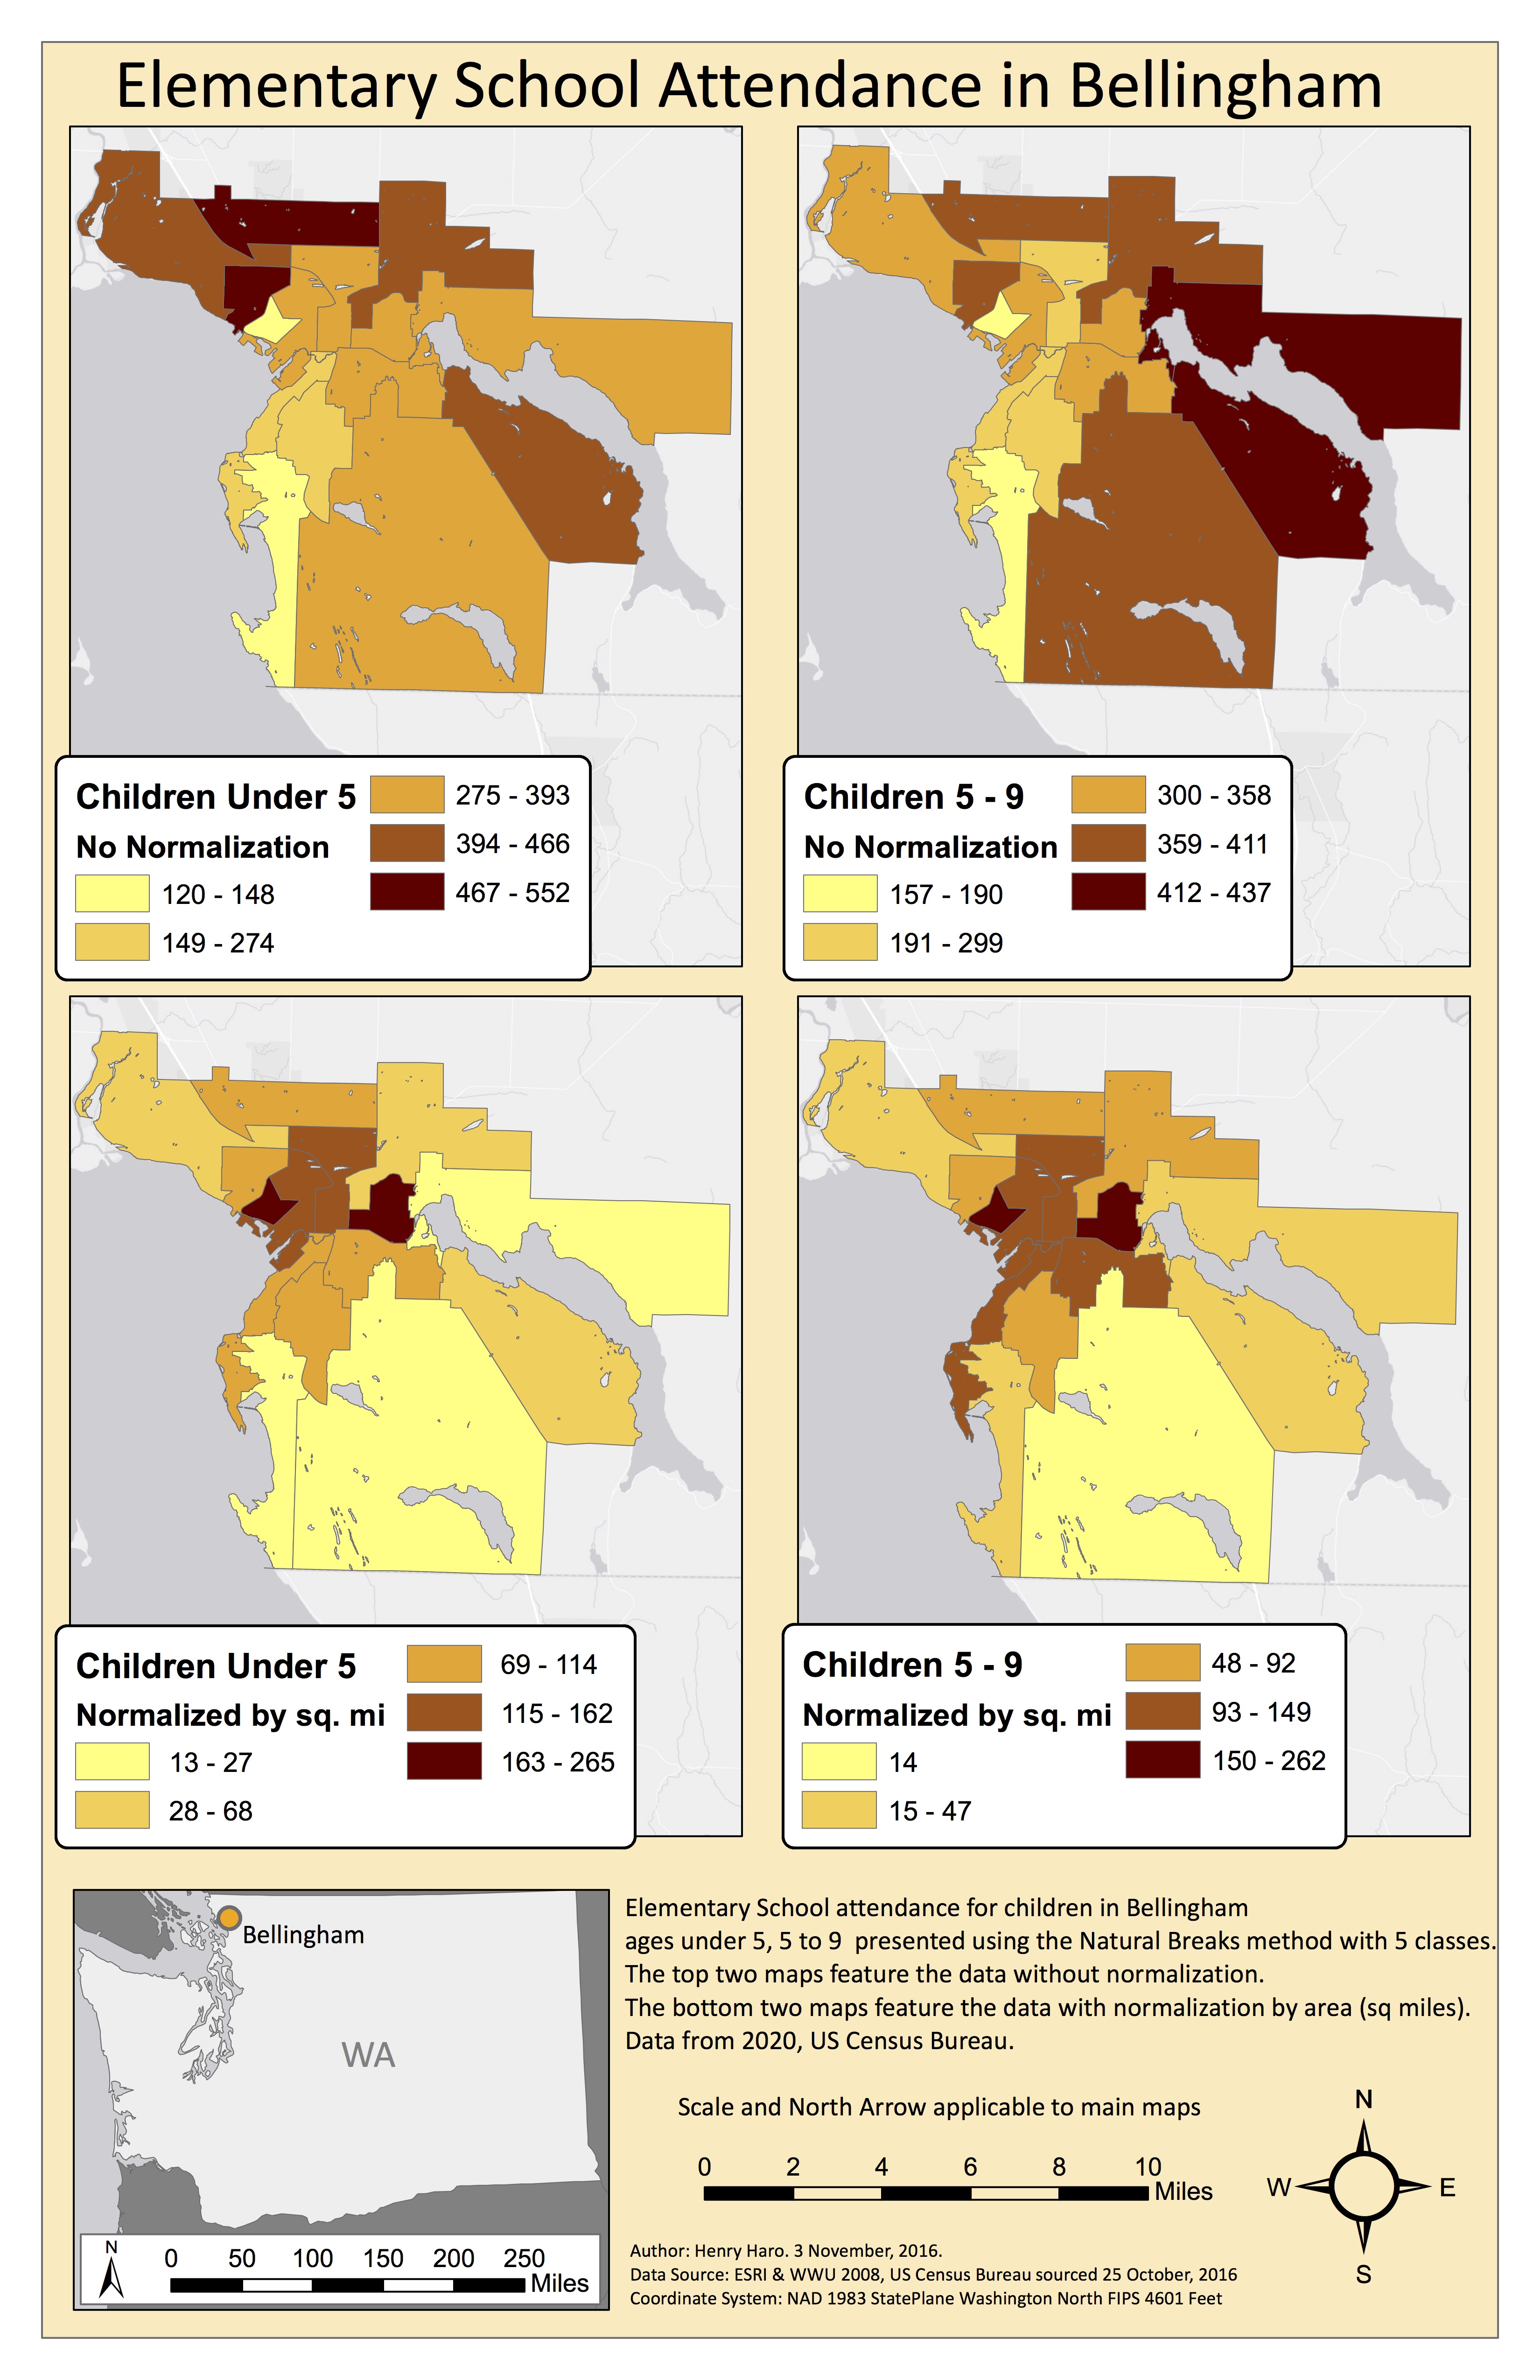 Elementary School Attendance in Bellingham
Children Under 5
No Normalization
120 - 148
149 - 274
275 - 393
394 - 466
467 - 552
Children 5 - 9
No Normalization
157 - 190
191 - 299
300 - 358
359 - 411
412 - 437
Children Under 5
Normalized by sq. mi
13 - 27
28 - 68
69 - 114
115 - 162
163 - 265
Children 5 - 9
Normalized by sq. mi
14
15 - 47
48 - 92
93 - 149
150 - 262
Bellingham
WA
N
0 50 100 150 200 250
Miles
Elementary School attendance for children in Bellingham
ages under 5, 5 to 9 presented using the Natural Breaks method with 5 classes.
The top two maps feature the data without normalization.
The bottom two maps feature the data with normalization by area (sq miles).
Data from 2020, US Census Bureau.
Scale and North Arrow applicable to main maps
0 2 4 6 8 10
Miles
N
W E
S
Author: Henry Haro. 3 November, 2016.
Data Source: ESRI & WWU 2008, US Census Bureau sourced 25 October, 2016
Coordinate System: NAD 1983 StatePlane Washington North FIPS 4601 Feet